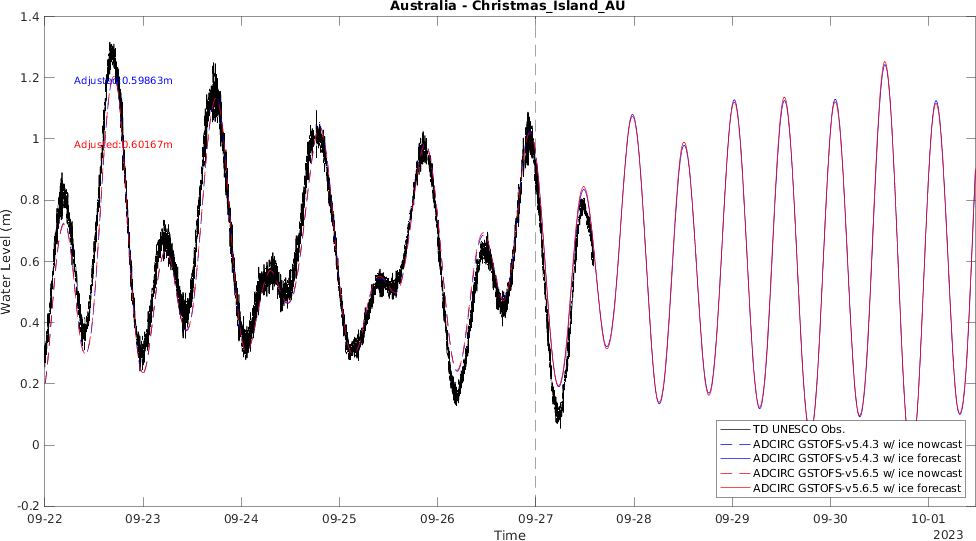 Australia - Christmas_Island_AU
Water Level (m)
1.4
1.2
1
0.8
0.6
0.4
0.2
0
-0.2
Adjusted:0.59863m
Adjusted:0.60167m
TD UNESCO Obs.
ADCIRC GSTOFS-v5.4.3 w/ ice nowcast
ADCIRC GSTOFS-v5.4.3 w/ ice forecast
ADCIRC GSTOFS-v5.6.5 w/ ice nowcast
ADCIRC GSTOFS-v5.6.5 w/ ice forecast
09-22 09-23 09-24 09-25 09-26 09-27 09-28 09-29 09-30 10-01
Time
2023